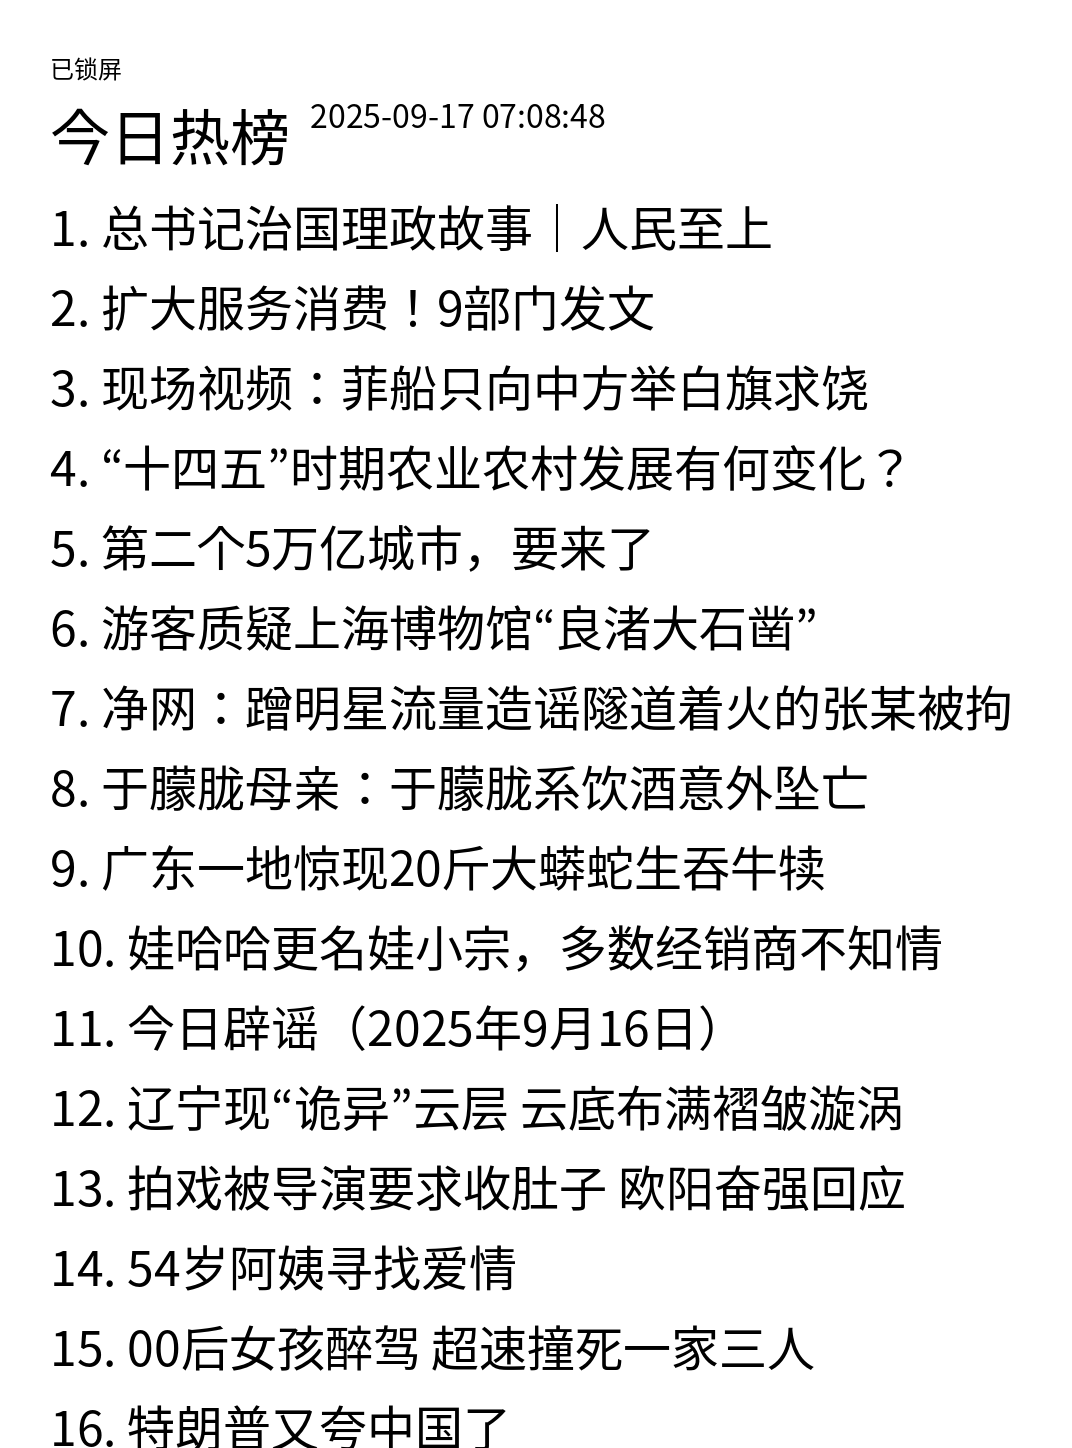 已锁屏
今日热榜 2025-09-17 07:08:48
1. 总书记治国理政故事｜人民至上
2. 扩大服务消费！9部门发文
3. 现场视频：菲船只向中方举白旗求饶
4. “十四五”时期农业农村发展有何变化？
5. 第二个5万亿城市，要来了
6. 游客质疑上海博物馆“良渚大石凿”
7. 净网：蹭明星流量造谣隧道着火的张某被拘
8. 于朦胧母亲：于朦胧系饮酒意外坠亡
9. 广东一地惊现20斤大蟒蛇生吞牛犊
10. 娃哈哈更名娃小宗，多数经销商不知情
11. 今日辟谣（2025年9月16日）
12. 辽宁现“诡异”云层 云底布满褶皱漩涡
13. 拍戏被导演要求收肚子 欧阳奋强回应
14. 54岁阿姨寻找爱情
15. 00后女孩醉驾 超速撞死一家三人
16. 特朗普又夸中国了